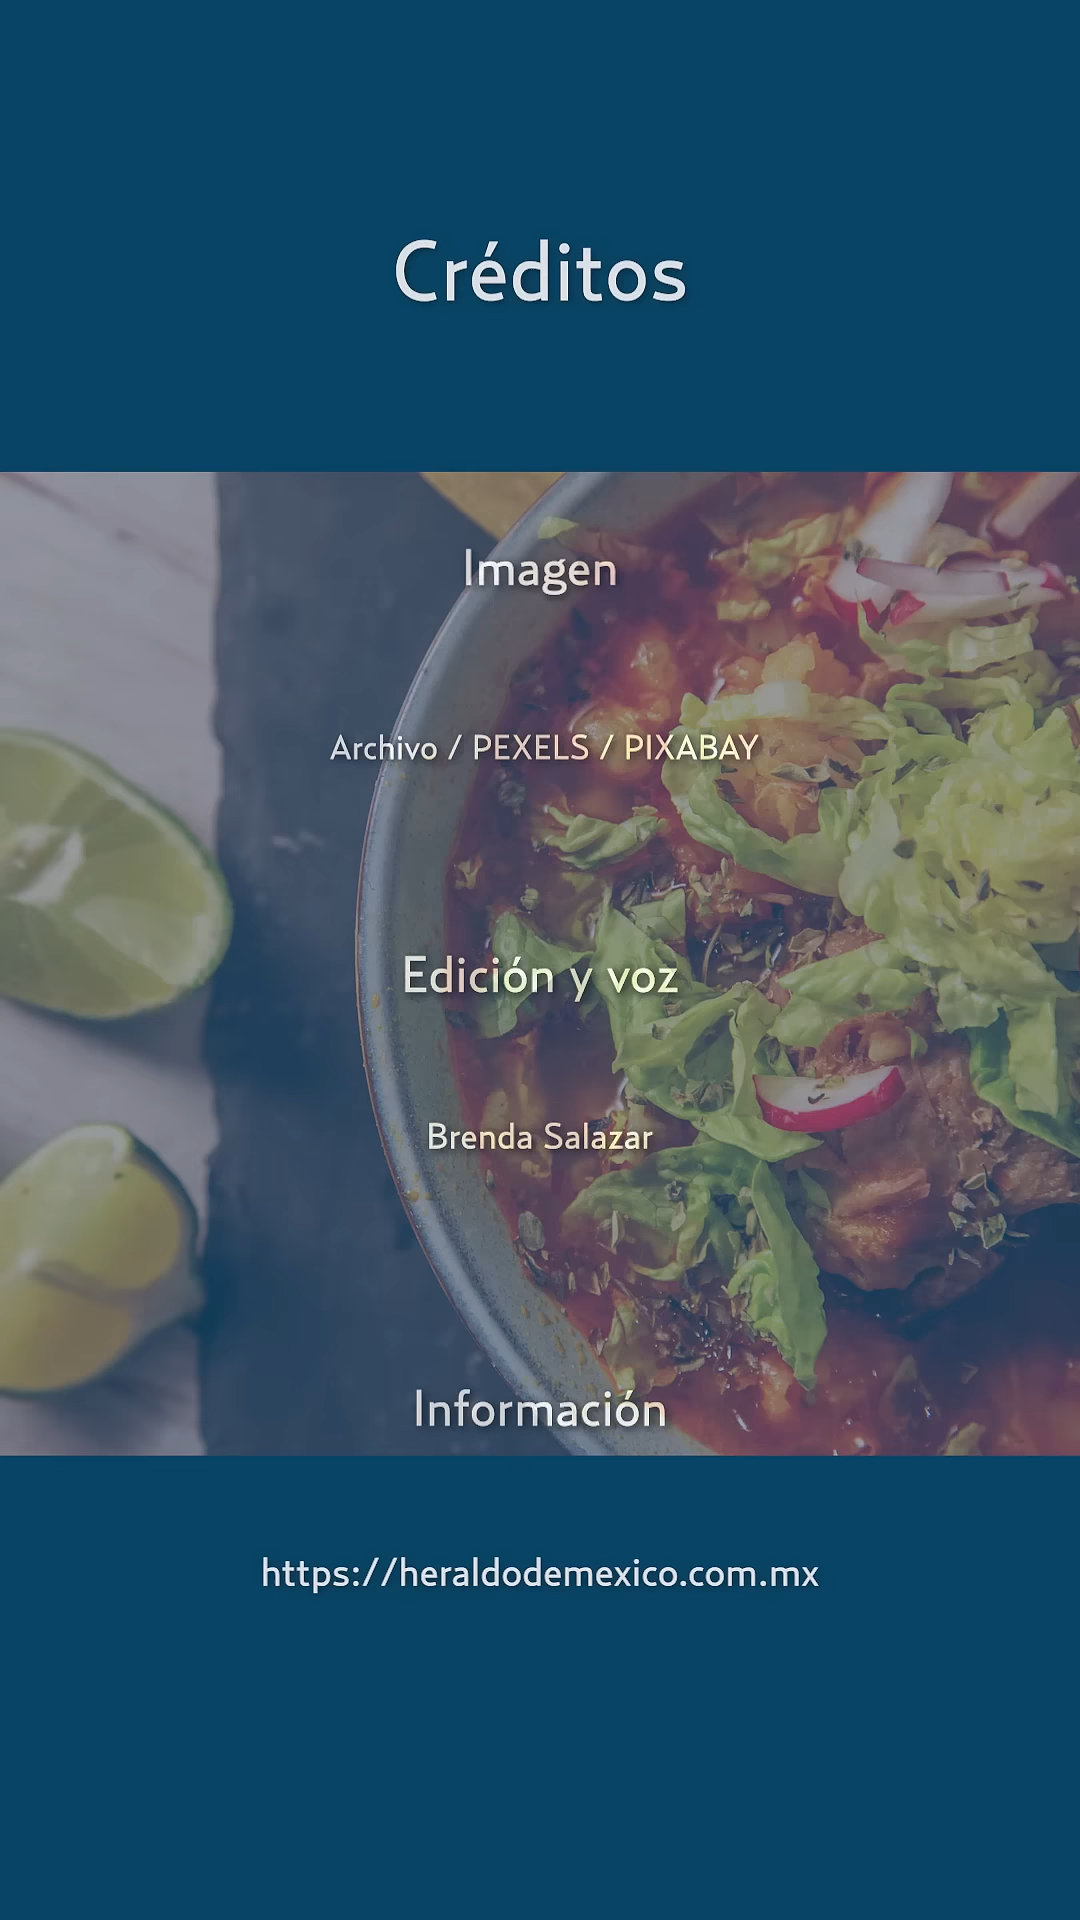 Créditos
Imagen
Archivo / PEXELS / PIXABAY
Edición y voz
Brenda Salazar
Información
https://heraldodemexico.com.mx